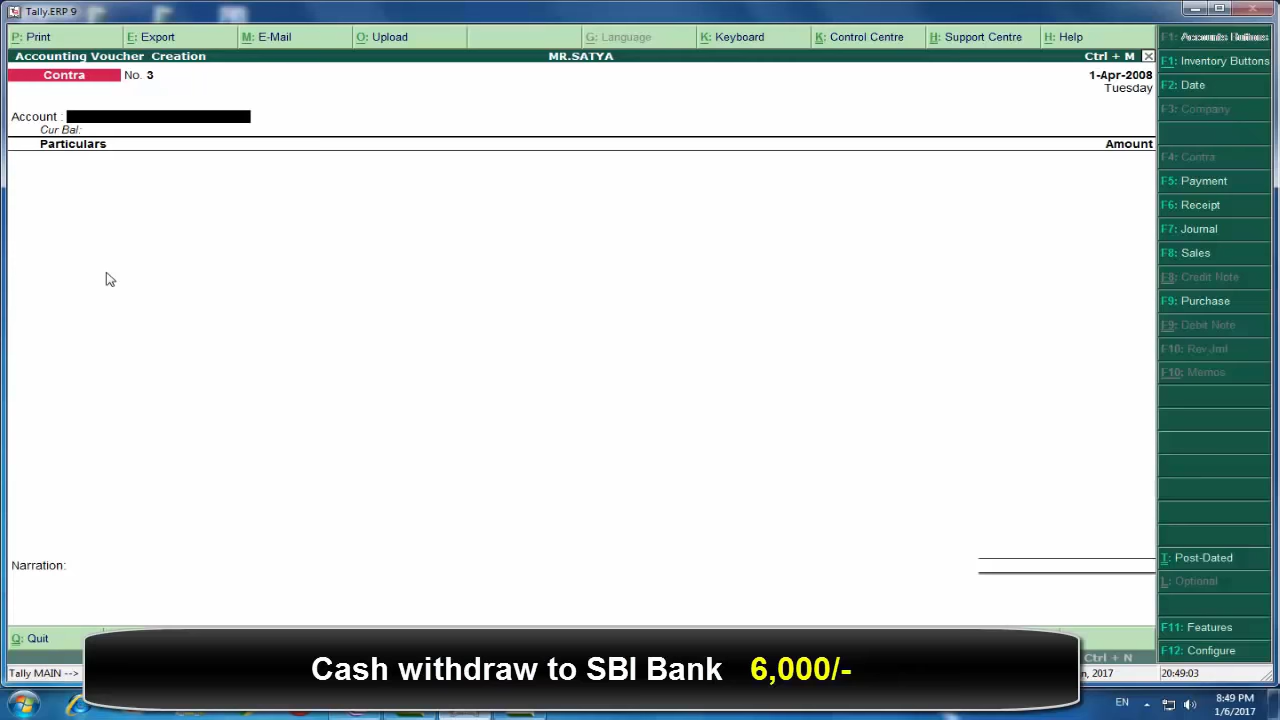 Tally.ERP 9
P: Print E: Export M: E-Mail O: Upload G: Language K: Keyboard K: Control Centre H: Support Centre H: Help
Accounting Voucher Creation MR.SATYA Ctrl + M
Contra No. 3 1-Apr-2008
Tuesday
Account :
Cur Bal:
Particulars Amount
Narration:
Q: Quit
Ctrl + N
Tally MAIN --> , 2017 20:49:03
F1: Accounts Buttons
F1: Inventory Buttons
F2: Date
F3: Company
F4: Contra
F5: Payment
F6: Receipt
F7: Journal
F8: Sales
F8: Credit Note
F9: Purchase
F9: Debit Note
F10: Rev Jrnl
F10: Memos
T: Post-Dated
L: Optional
F11: Features
F12: Configure
Cash withdraw to SBI Bank 6,000/-
EN 8:49 PM
1/6/2017